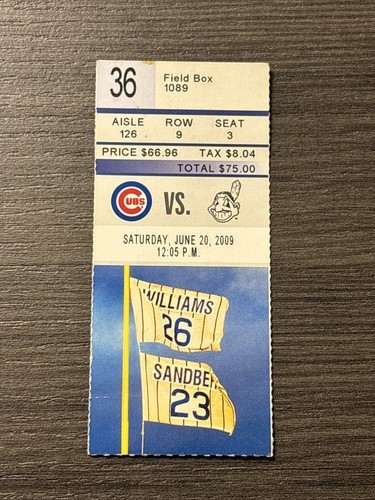 36
Field Box
1089
AISLE ROW SEAT
126 9 3
PRICE $66.96 TAX $8.04
TOTAL $75.00
CUBS VS.
SATURDAY, JUNE 20, 2009
12:05 P.M.
WILLIAMS
26
SANDBE
23